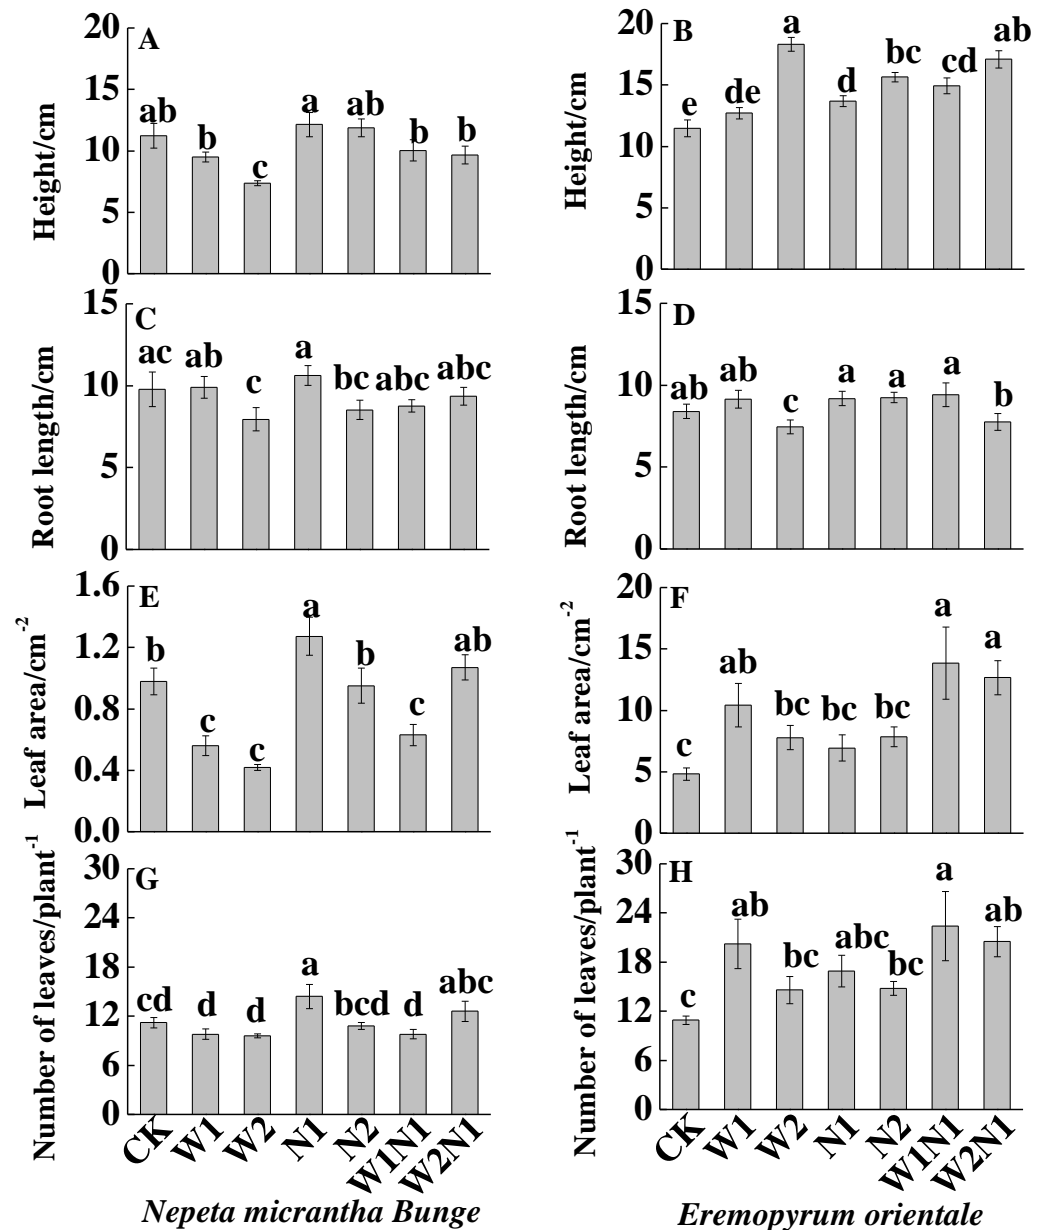 A
20
15
10
5
0
Height/cm
ab
b
c
a
ab
b
b
B
20
15
10
5
0
Height/cm
e
de
a
d
bc
cd
ab
C
15
10
5
0
Root length/cm
ac
ab
c
a
bc
abc
abc
D
15
10
5
0
Root length/cm
ab
ab
c
a
a
a
b
E
1.6
1.2
0.8
0.4
0.0
Leaf area/cm⁻²
b
c
c
a
b
c
ab
F
20
15
10
5
0
Leaf area/cm⁻²
c
ab
bc
bc
bc
a
a
G
30
24
18
12
6
0
Number of leaves/plant⁻¹
cd
d
d
a
bcd
d
abc
H
30
24
18
12
6
0
Number of leaves/plant⁻¹
c
ab
bc
abc
bc
a
ab
CK
W1
W2
N1
N2
W1N1
W2N1
Nepeta micrantha Bunge
CK
W1
W2
N1
N2
W1N1
W2N1
Eremopyrum orientale